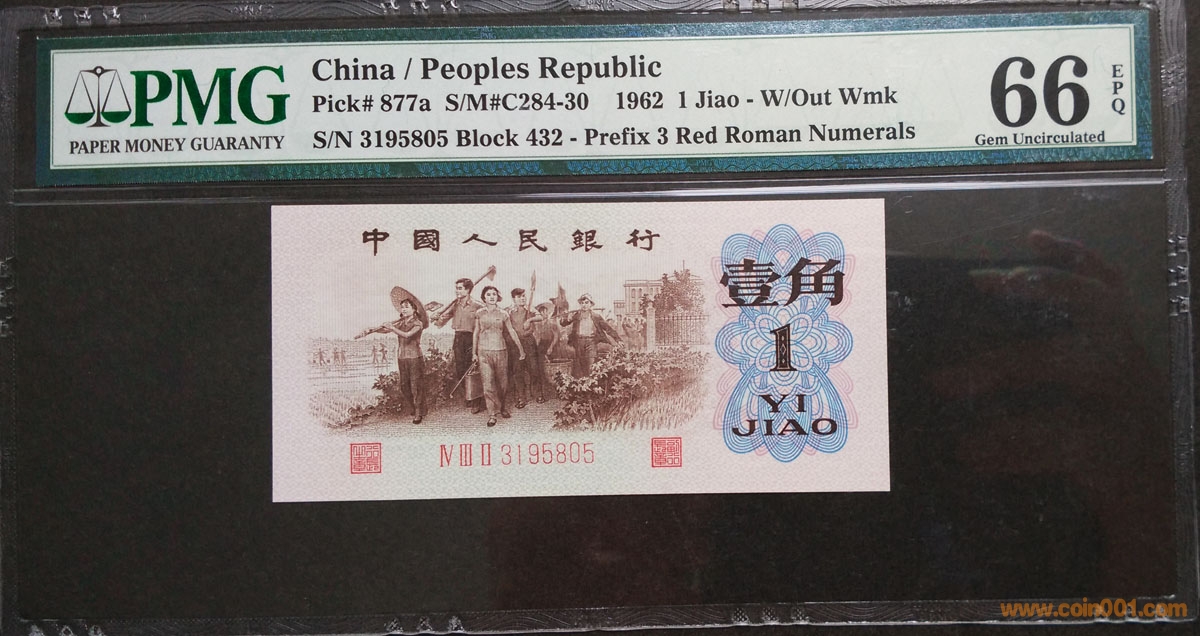 PMG
PAPER MONEY GUARANTY
China / Peoples Republic
Pick# 877a S/M#C284-30 1962 1 Jiao - W/Out Wmk
S/N 3195805 Block 432 - Prefix 3 Red Roman Numerals
66
EPQ
Gem Uncirculated
中國人民銀行
壹角
1
YI
JIAO
IV III II 3195805
www.coin001.com